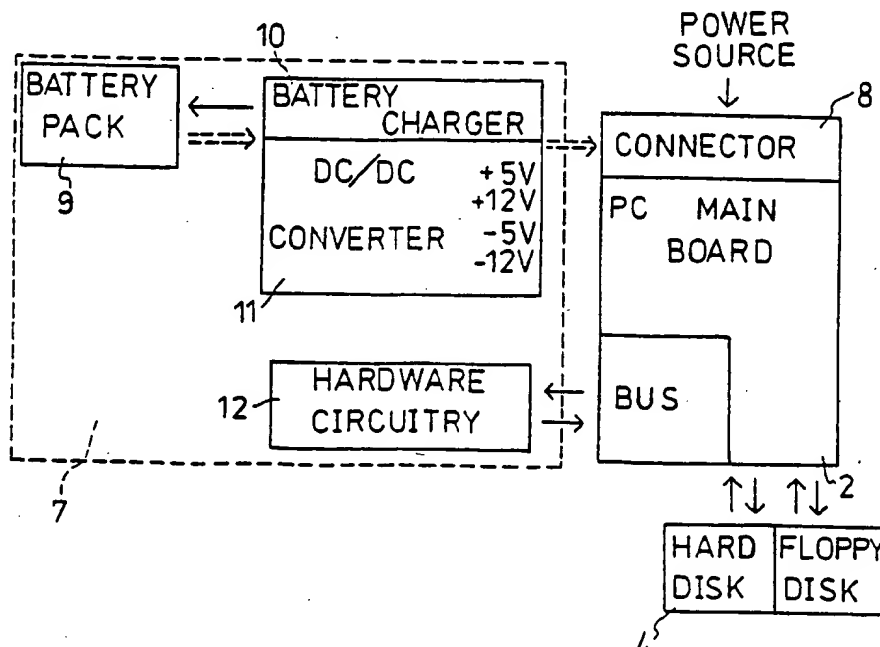 POWER
SOURCE
10
8
BATTERY
PACK
9
BATTERY
CHARGER
DC/DC
CONVERTER
+5V
+12V
-5V
-12V
11
CONNECTOR
PC MAIN
BOARD
BUS
2
12
HARDWARE
CIRCUITRY
7
HARD
DISK
FLOPPY
DISK